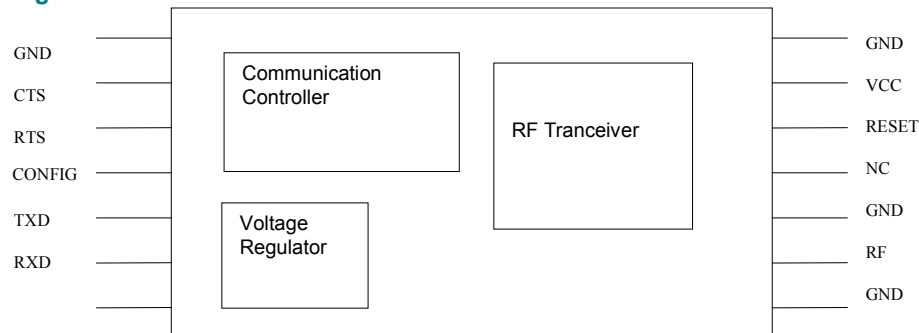 GND
CTS
RTS
CONFIG
TXD
RXD
Communication
Controller
Voltage
Regulator
RF Tranceiver
GND
VCC
RESET
NC
GND
RF
GND